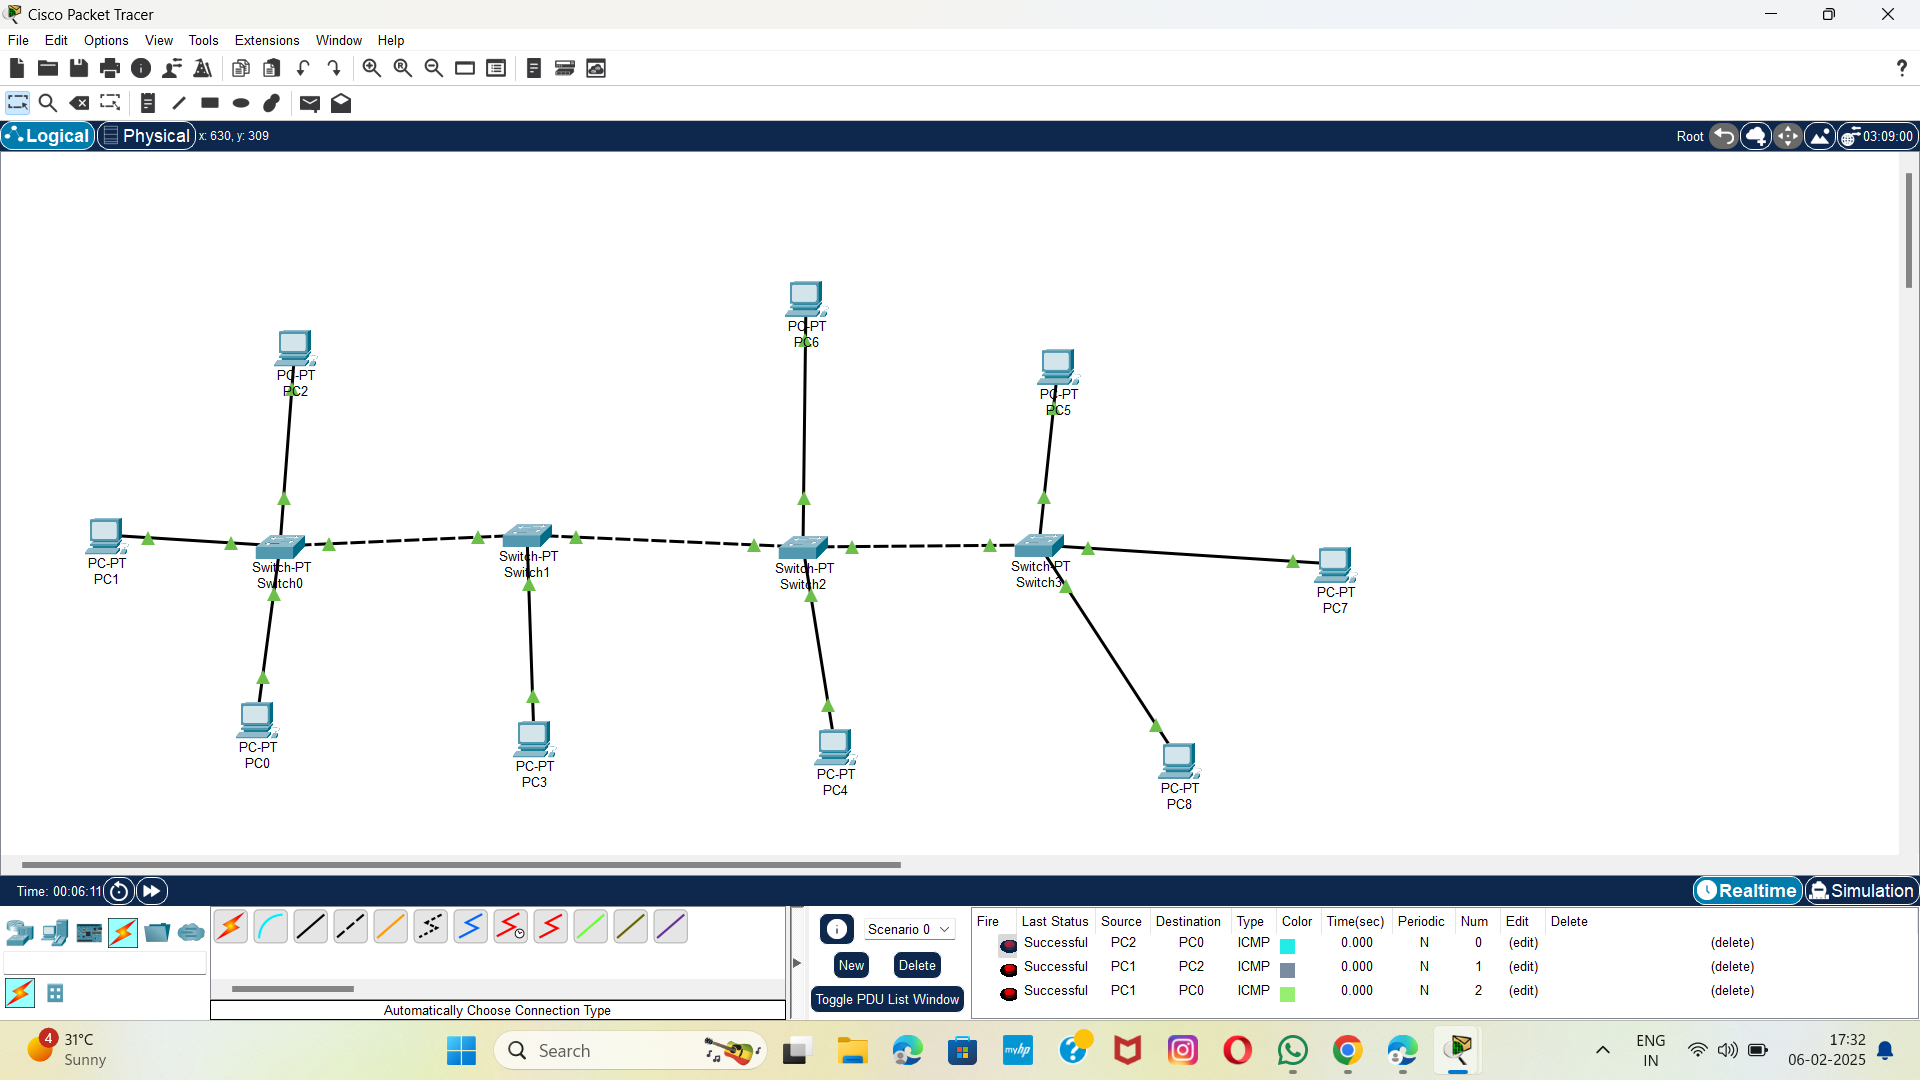 Cisco Packet Tracer
File Edit Options View Tools Extensions Window Help
?
Logical Physical x: 630, y: 309 Root 03:09:00
PC-PT
PC6
PC-PT
PC2
PC-PT
PC5
PC-PT
PC1
Switch-PT
Switch0
Switch-PT
Switch1
Switch-PT
Switch2
Switch-PT
Switch3
PC-PT
PC7
PC-PT
PC0
PC-PT
PC3
PC-PT
PC4
PC-PT
PC8
Time: 00:06:11 Realtime Simulation
Scenario 0
New Delete
Toggle PDU List Window
Automatically Choose Connection Type
Fire Last Status Source Destination Type Color Time(sec) Periodic Num Edit Delete
Successful PC2 PC0 ICMP 0.000 N 0 (edit) (delete)
Successful PC1 PC2 ICMP 0.000 N 1 (edit) (delete)
Successful PC1 PC0 ICMP 0.000 N 2 (edit) (delete)
4 31°C
Sunny
Search
myhp
ENG
IN
17:32
06-02-2025